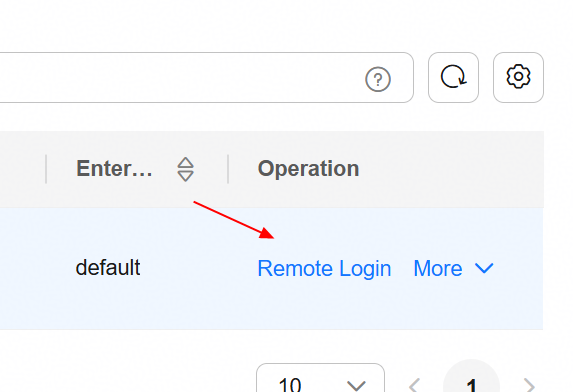 ?
Enter... Operation
default Remote Login More
10 1